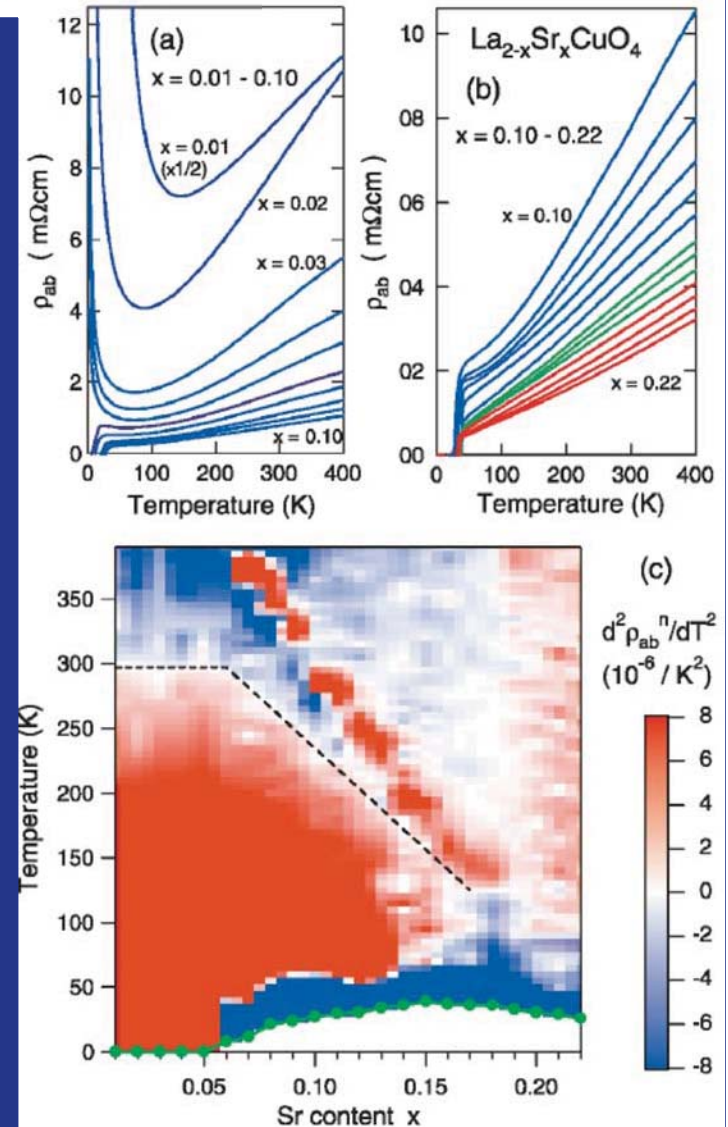 (a)
x = 0.01 - 0.10
x = 0.01
(x1/2)
x = 0.02
x = 0.03
x = 0.10
12
10
8
6
4
2
0
ρab ( mΩcm )
0 100 200 300 400
Temperature (K)
La2-xSrxCuO4
(b)
x = 0.10 - 0.22
x = 0.10
x = 0.22
10
08
06
04
02
00
ρab ( mΩcm )
0 100 200 300 400
Temperature (K)
(c)
350
300
250
200
150
100
50
0
Temperature (K)
0.05 0.10 0.15 0.20
Sr content x
d²ρabⁿ/dT²
(10⁻⁶ / K²)
8
6
4
2
0
-2
-4
-6
-8